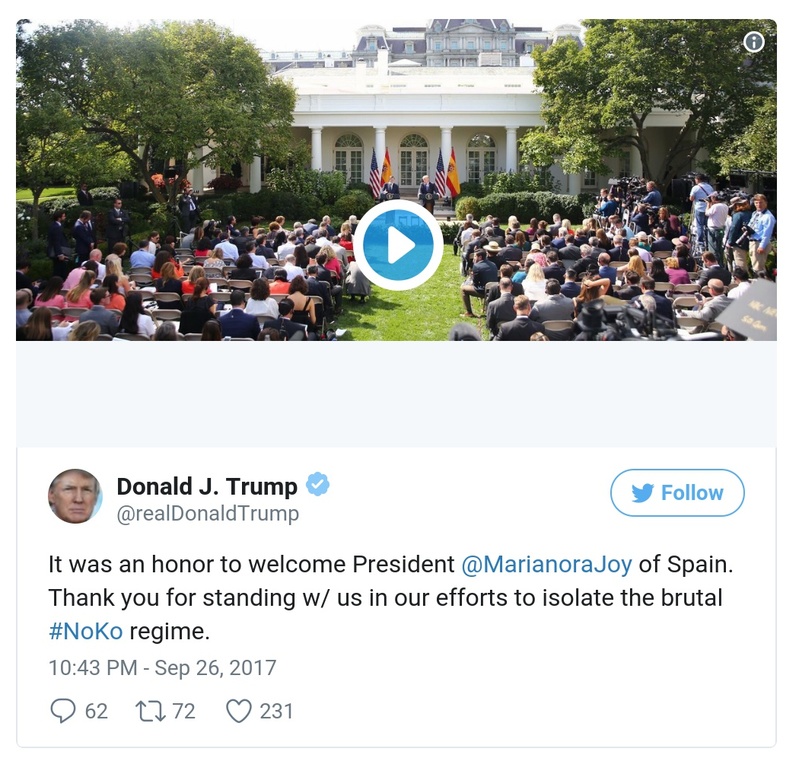 Donald J. Trump
Follow
@realDonaldTrump
It was an honor to welcome President @MarianoraJoy of Spain.
Thank you for standing w/ us in our efforts to isolate the brutal
#NoKo regime.
10:43 PM - Sep 26, 2017
62 72 231